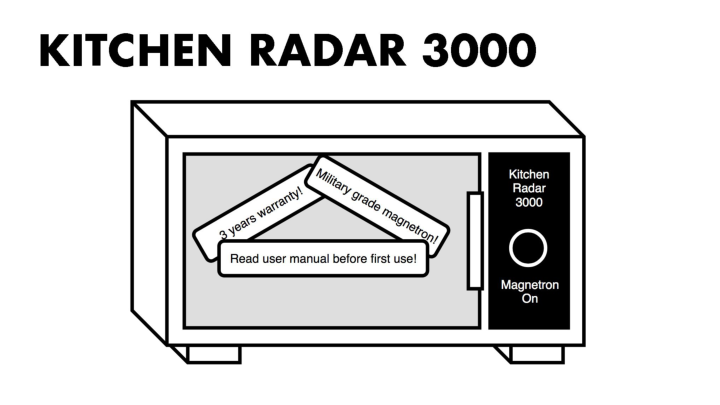 KITCHEN RADAR 3000
3 years warranty!
Military grade magnetron!
Read user manual before first use!
Kitchen
Radar
3000
Magnetron
On